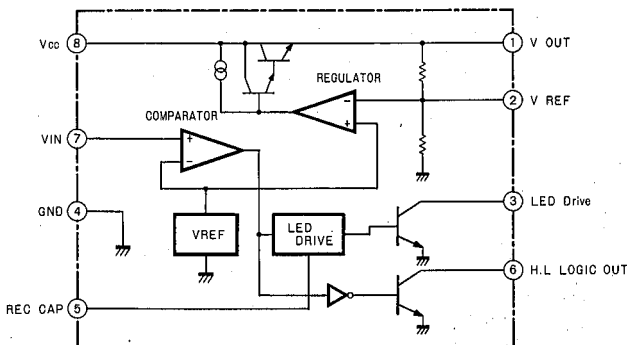 Vcc 8
1 V OUT
REGULATOR
2 V REF
COMPARATOR
VIN 7
+
−
−
+
GND 4
3 LED Drive
VREF
LED DRIVE
6 H.L LOGIC OUT
REC CAP 5